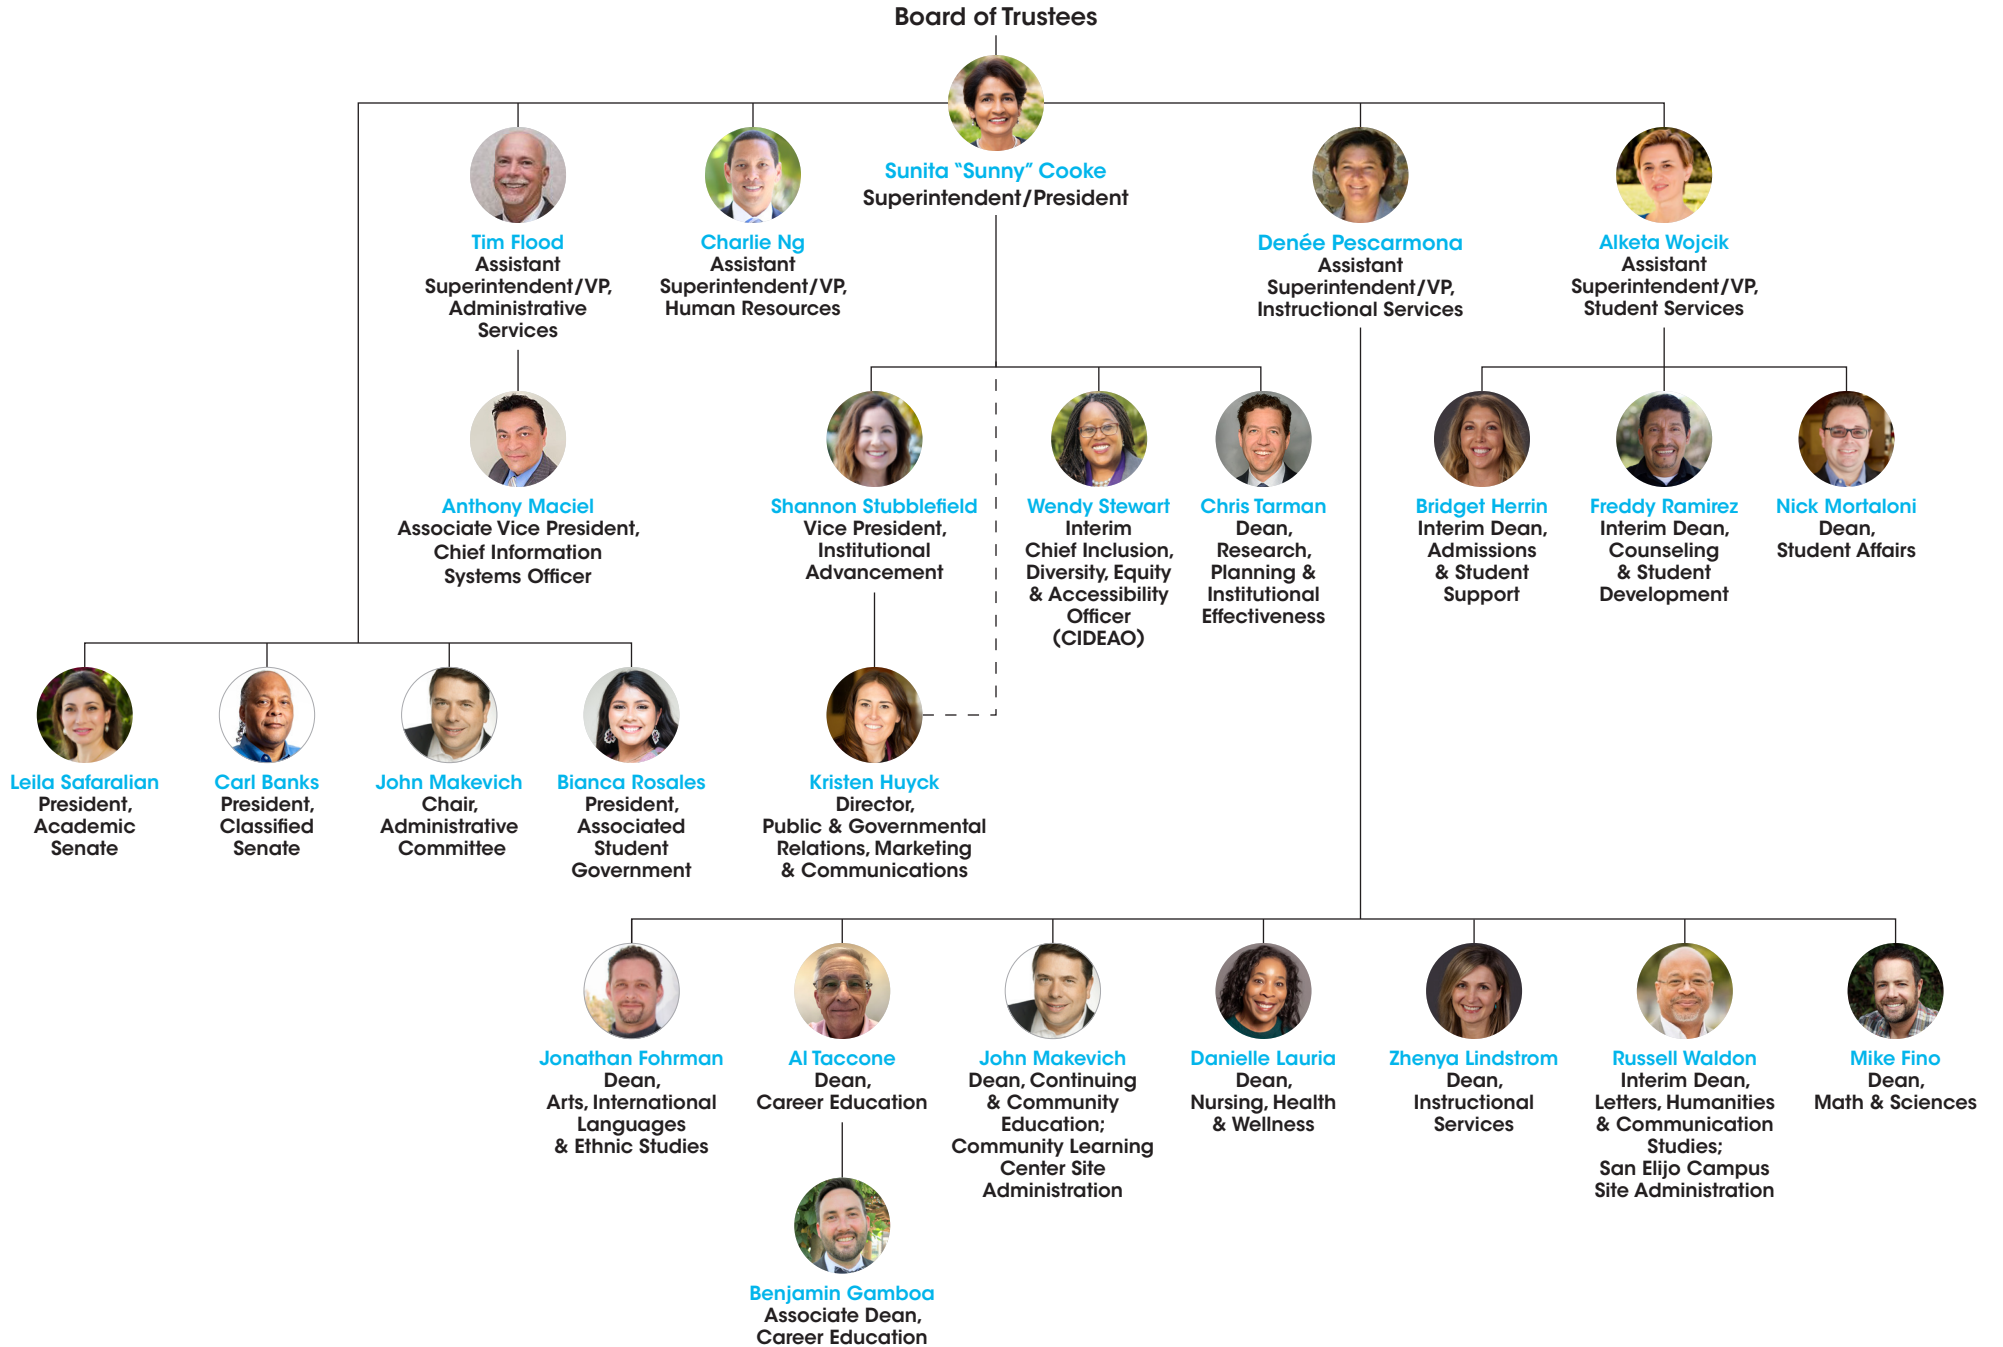 Board of Trustees
Sunita “Sunny” Cooke
Superintendent/President
Tim Flood
Assistant
Superintendent/VP,
Administrative
Services
Charlie Ng
Assistant
Superintendent/VP,
Human Resources
Denée Pescarmona
Assistant
Superintendent/VP,
Instructional Services
Alketa Wojcik
Assistant
Superintendent/VP,
Student Services
Anthony Maciel
Associate Vice President,
Chief Information
Systems Officer
Shannon Stubblefield
Vice President,
Institutional
Advancement
Wendy Stewart
Interim
Chief Inclusion,
Diversity, Equity
& Accessibility
Officer
(CIDEAO)
Chris Tarman
Dean,
Research,
Planning &
Institutional
Effectiveness
Bridget Herrin
Interim Dean,
Admissions
& Student
Support
Freddy Ramirez
Interim Dean,
Counseling
& Student
Development
Nick Mortaloni
Dean,
Student Affairs
Leila Safaralian
President,
Academic
Senate
Carl Banks
President,
Classified
Senate
John Makevich
Chair,
Administrative
Committee
Bianca Rosales
President,
Associated
Student
Government
Kristen Huyck
Director,
Public & Governmental
Relations, Marketing
& Communications
Jonathan Fohrman
Dean,
Arts, International
Languages
& Ethnic Studies
Al Taccone
Dean,
Career Education
John Makevich
Dean, Continuing
& Community
Education;
Community Learning
Center Site
Administration
Danielle Lauria
Dean,
Nursing, Health
& Wellness
Zhenya Lindstrom
Dean,
Instructional
Services
Russell Waldon
Interim Dean,
Letters, Humanities
& Communication
Studies;
San Elijo Campus
Site Administration
Mike Fino
Dean,
Math & Sciences
Benjamin Gamboa
Associate Dean,
Career Education